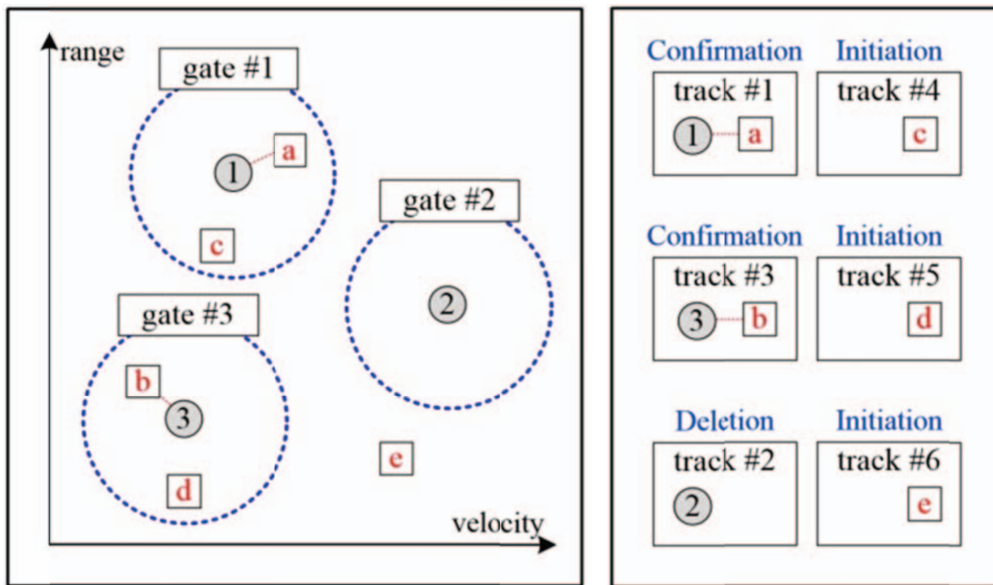 range
gate #1
1
a
c
gate #2
2
gate #3
b
3
d
e
velocity
Confirmation
track #1
1
a
Initiation
track #4
c
Confirmation
track #3
3
b
Initiation
track #5
d
Deletion
track #2
2
Initiation
track #6
e